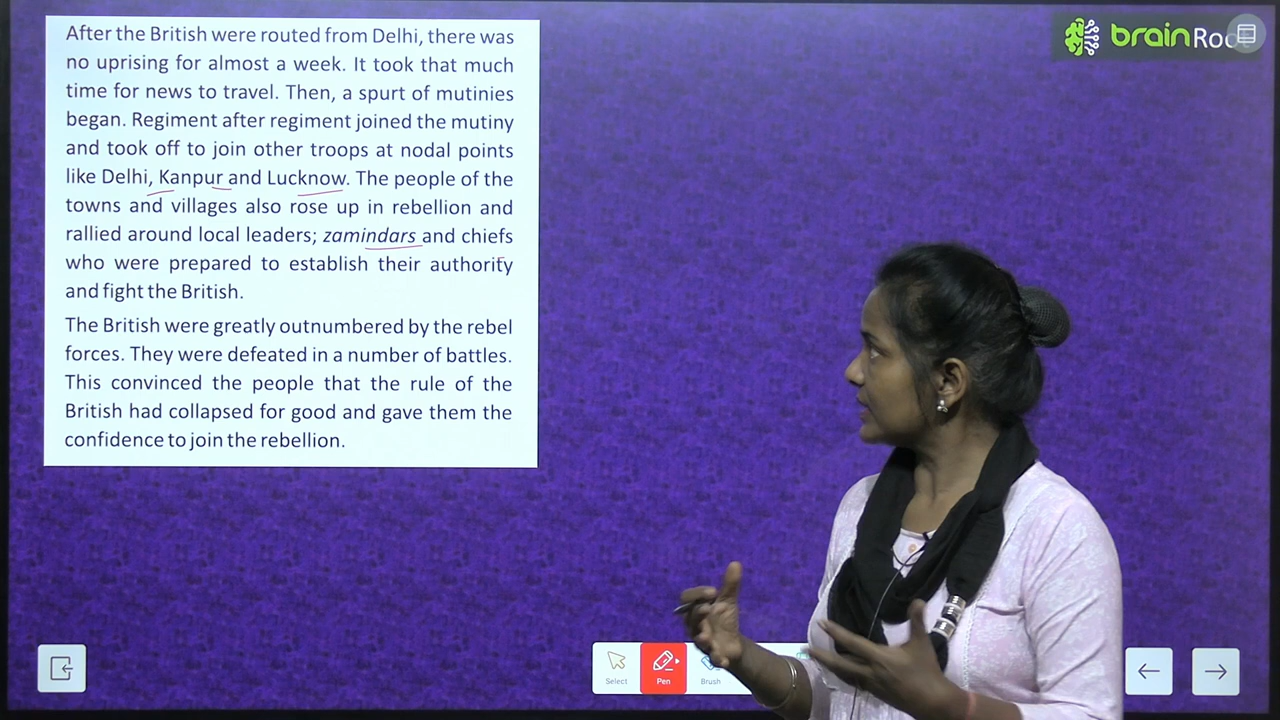 After the British were routed from Delhi, there was
no uprising for almost a week. It took that much
time for news to travel. Then, a spurt of mutinies
began. Regiment after regiment joined the mutiny
and took off to join other troops at nodal points
like Delhi, Kanpur and Lucknow. The people of the
towns and villages also rose up in rebellion and
rallied around local leaders; zamindars and chiefs
who were prepared to establish their authority
and fight the British.
The British were greatly outnumbered by the rebel
forces. They were defeated in a number of battles.
This convinced the people that the rule of the
British had collapsed for good and gave them the
confidence to join the rebellion.
brain
Select
Pen
Brush